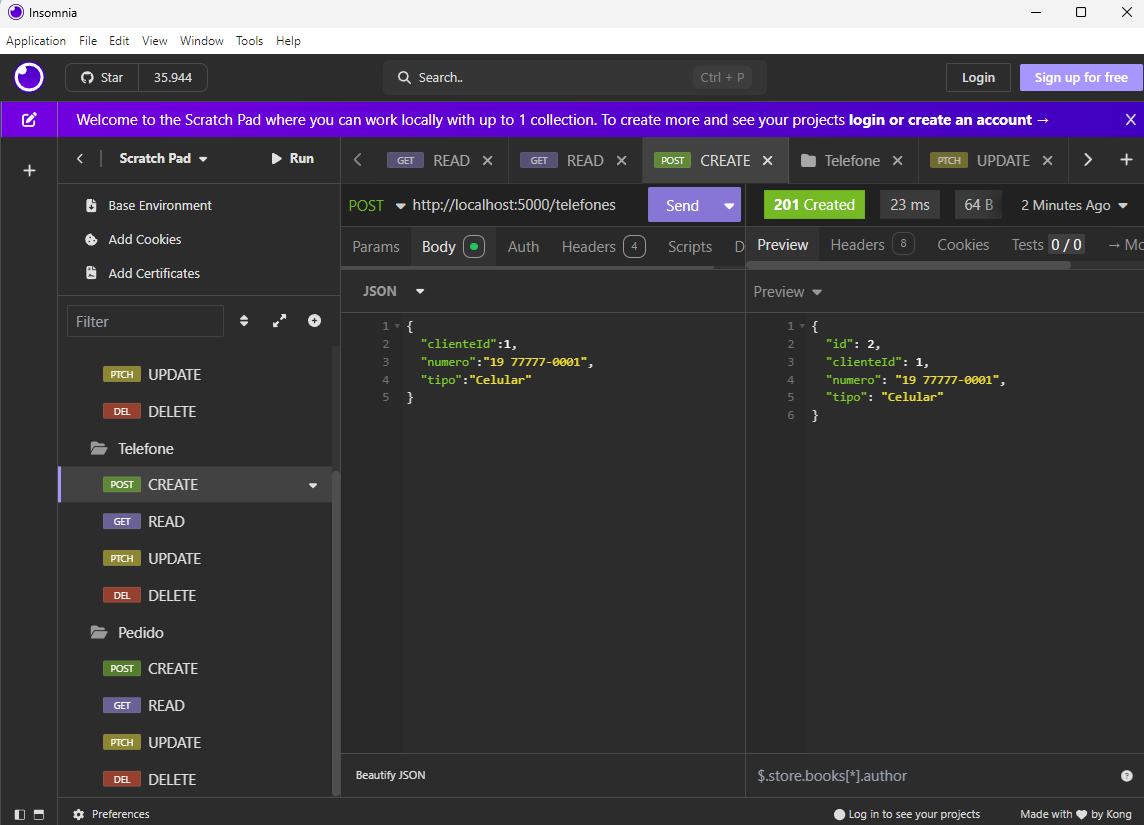 Insomnia
Application File Edit View Window Tools Help
Star 35.944 Search.. Ctrl + P Login Sign up for free
Welcome to the Scratch Pad where you can work locally with up to 1 collection. To create more and see your projects login or create an account →
Scratch Pad Run
Base Environment
Add Cookies
Add Certificates
Filter
PTCH UPDATE
DEL DELETE
Telefone
POST CREATE
GET READ
PTCH UPDATE
DEL DELETE
Pedido
POST CREATE
GET READ
PTCH UPDATE
DEL DELETE
GET READ GET READ POST CREATE Telefone PTCH UPDATE
POST http://localhost:5000/telefones Send
Params Body Auth Headers 4 Scripts D
JSON
1 {
2 "clienteId":1,
3 "numero":"19 77777-0001",
4 "tipo":"Celular"
5 }
Beautify JSON
201 Created 23 ms 64 B 2 Minutes Ago
Preview Headers 8 Cookies Tests 0 / 0 → Mo
Preview
1 {
2 "id": 2,
3 "clienteId": 1,
4 "numero": "19 77777-0001",
5 "tipo": "Celular"
6 }
$.store.books[*].author
Preferences Log in to see your projects Made with ♥ by Kong